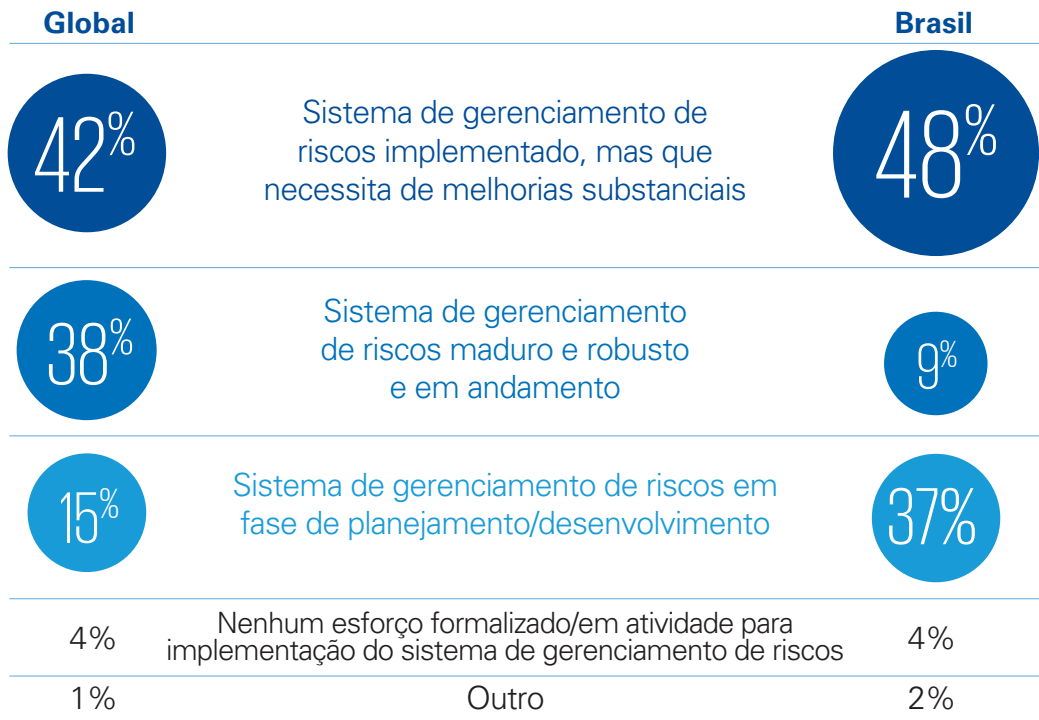 Global Brasil
42% Sistema de gerenciamento de 48%
riscos implementado, mas que
necessita de melhorias substanciais
38% Sistema de gerenciamento 9%
de riscos maduro e robusto
e em andamento
15% Sistema de gerenciamento de riscos em 37%
fase de planejamento/desenvolvimento
4% Nenhum esforço formalizado/em atividade para 4%
implementação do sistema de gerenciamento de riscos
1% Outro 2%